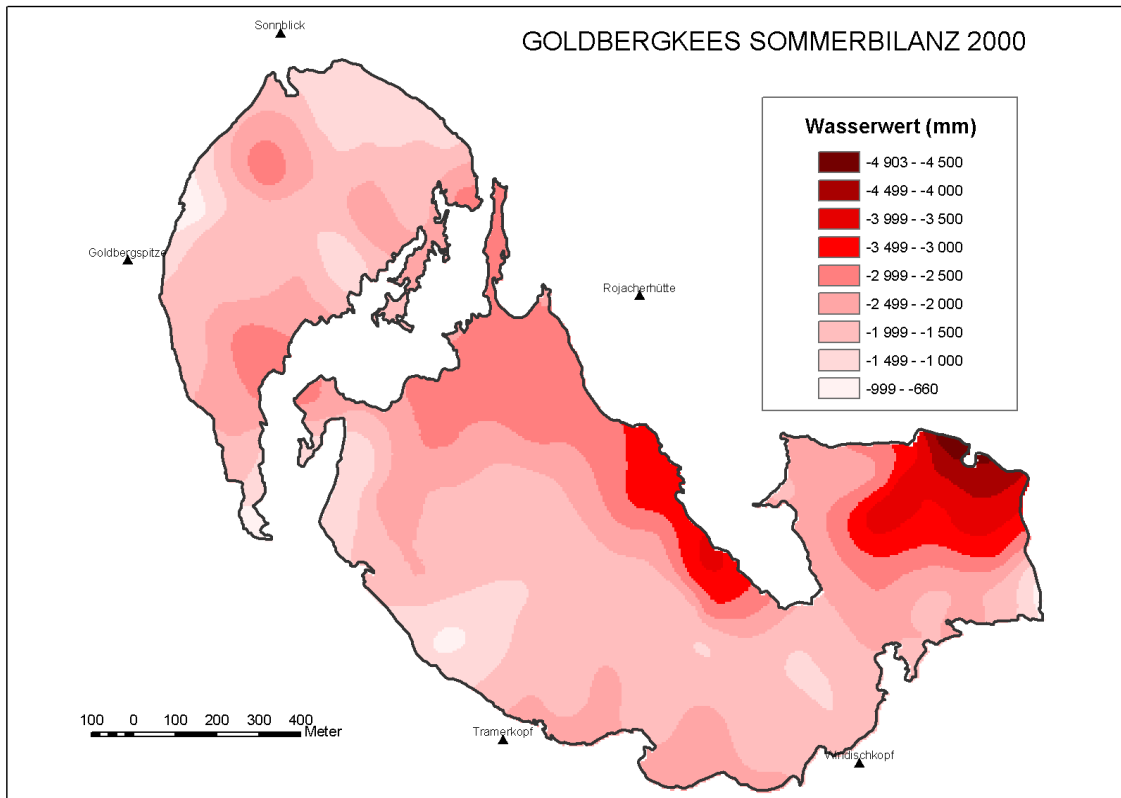 Sonnblick
GOLDBERGKEES SOMMERBILANZ 2000
Wasserwert (mm)
-4 903 - -4 500
-4 499 - -4 000
-3 999 - -3 500
-3 499 - -3 000
-2 999 - -2 500
-2 499 - -2 000
-1 999 - -1 500
-1 499 - -1 000
-999 - -660
Goldbergspitze
Rojacherhütte
100 0 100 200 300 400
Meter
Tramerkopf
Windischkopf